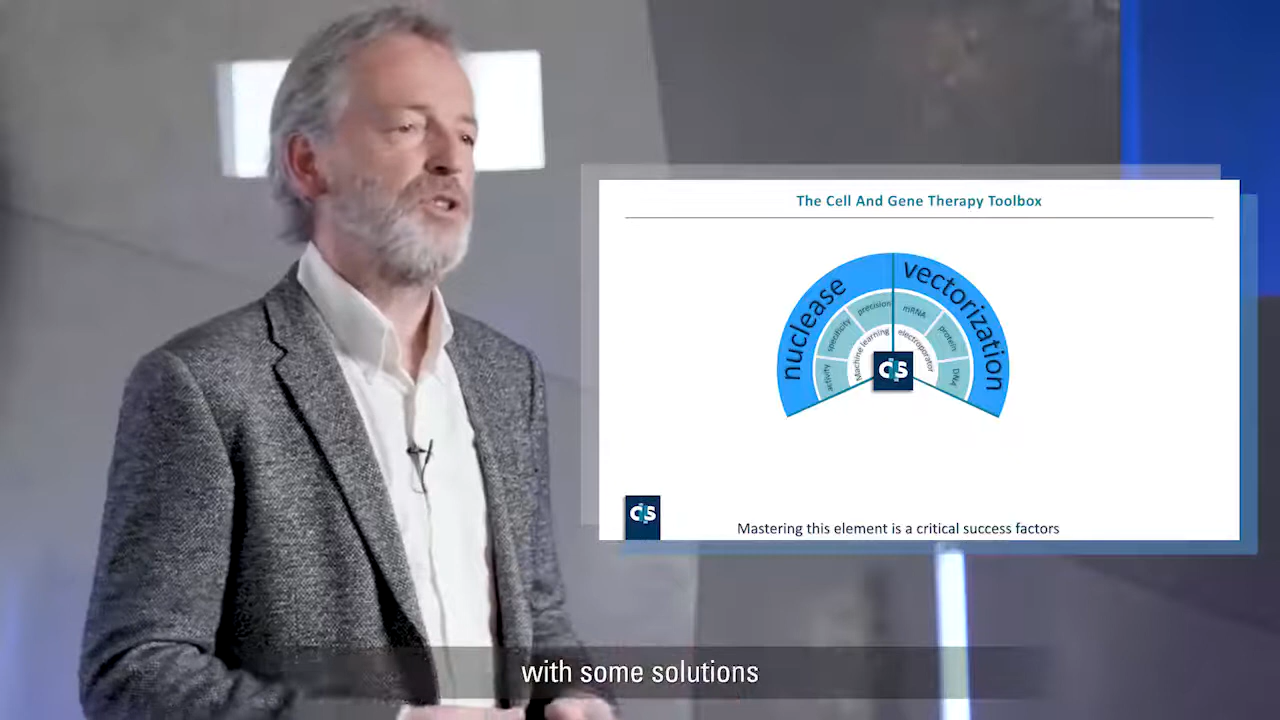 The Cell And Gene Therapy Toolbox
nuclease
vectorization
activity
specificity
precision
mRNA
protein
DNA
Machine learning
electroporator
cls
cls
Mastering this element is a critical success factors
with some solutions